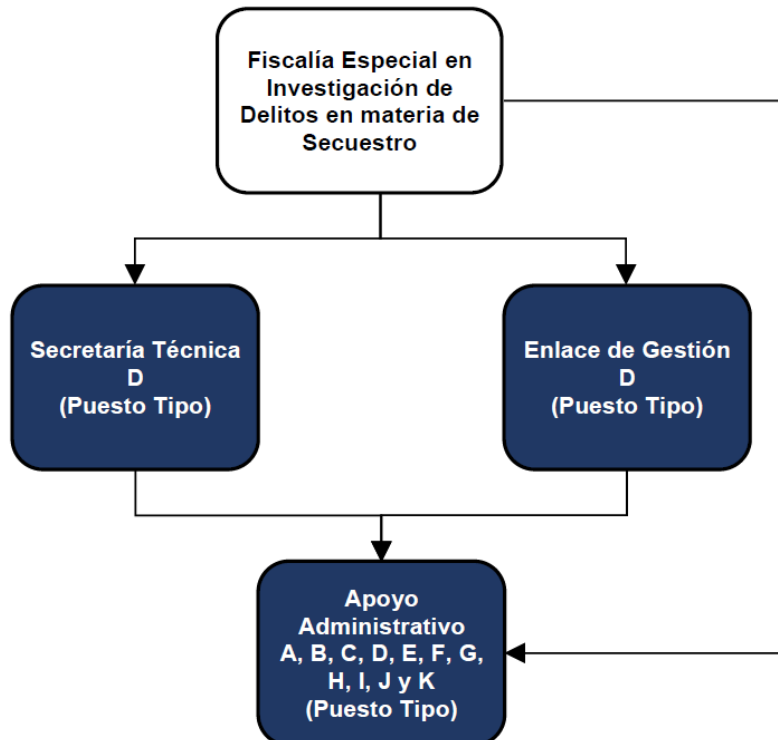 Fiscalía Especial en
Investigación de
Delitos en materia de
Secuestro
Secretaría Técnica
D
(Puesto Tipo)
Enlace de Gestión
D
(Puesto Tipo)
Apoyo
Administrativo
A, B, C, D, E, F, G,
H, I, J y K
(Puesto Tipo)